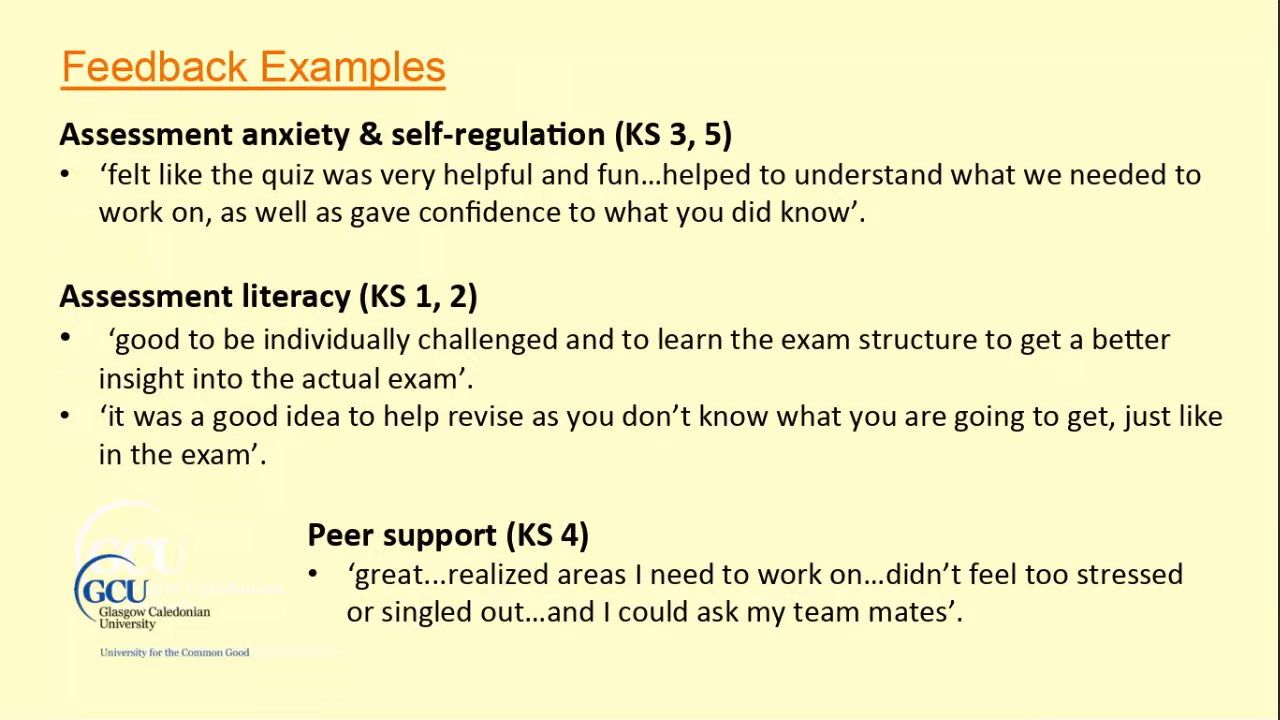 Feedback Examples
Assessment anxiety & self-regulation (KS 3, 5)
• ‘felt like the quiz was very helpful and fun…helped to understand what we needed to
work on, as well as gave confidence to what you did know’.
Assessment literacy (KS 1, 2)
• ‘good to be individually challenged and to learn the exam structure to get a better
insight into the actual exam’.
• ‘it was a good idea to help revise as you don’t know what you are going to get, just like
in the exam’.
Peer support (KS 4)
• ‘great...realized areas I need to work on…didn’t feel too stressed
or singled out…and I could ask my team mates’.
GCU
GCU
Glasgow Caledonian
University
University for the Common Good